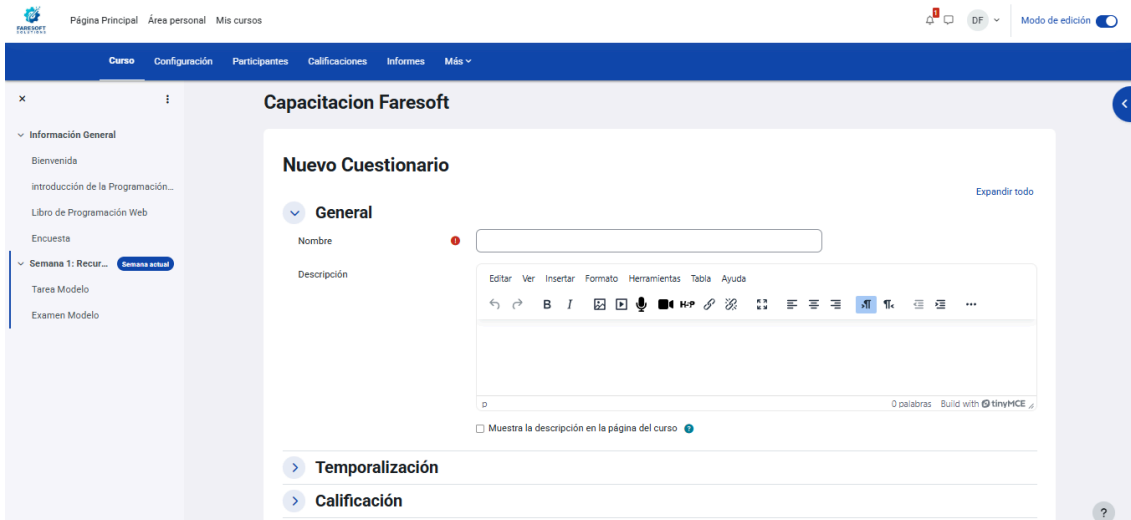 FARESOFT
SOLUTIONS
Página Principal Área personal Mis cursos
1
DF
Modo de edición
Curso Configuración Participantes Calificaciones Informes Más
Capacitacion Faresoft
Información General
Bienvenida
introducción de la Programación...
Libro de Programación Web
Encuesta
Semana 1: Recur... Semana actual
Tarea Modelo
Examen Modelo
Nuevo Cuestionario
Expandir todo
General
Nombre
Descripción
Editar Ver Insertar Formato Herramientas Tabla Ayuda
B I H5P
p
0 palabras Build with tinyMCE
Muestra la descripción en la página del curso ?
Temporalización
Calificación
?